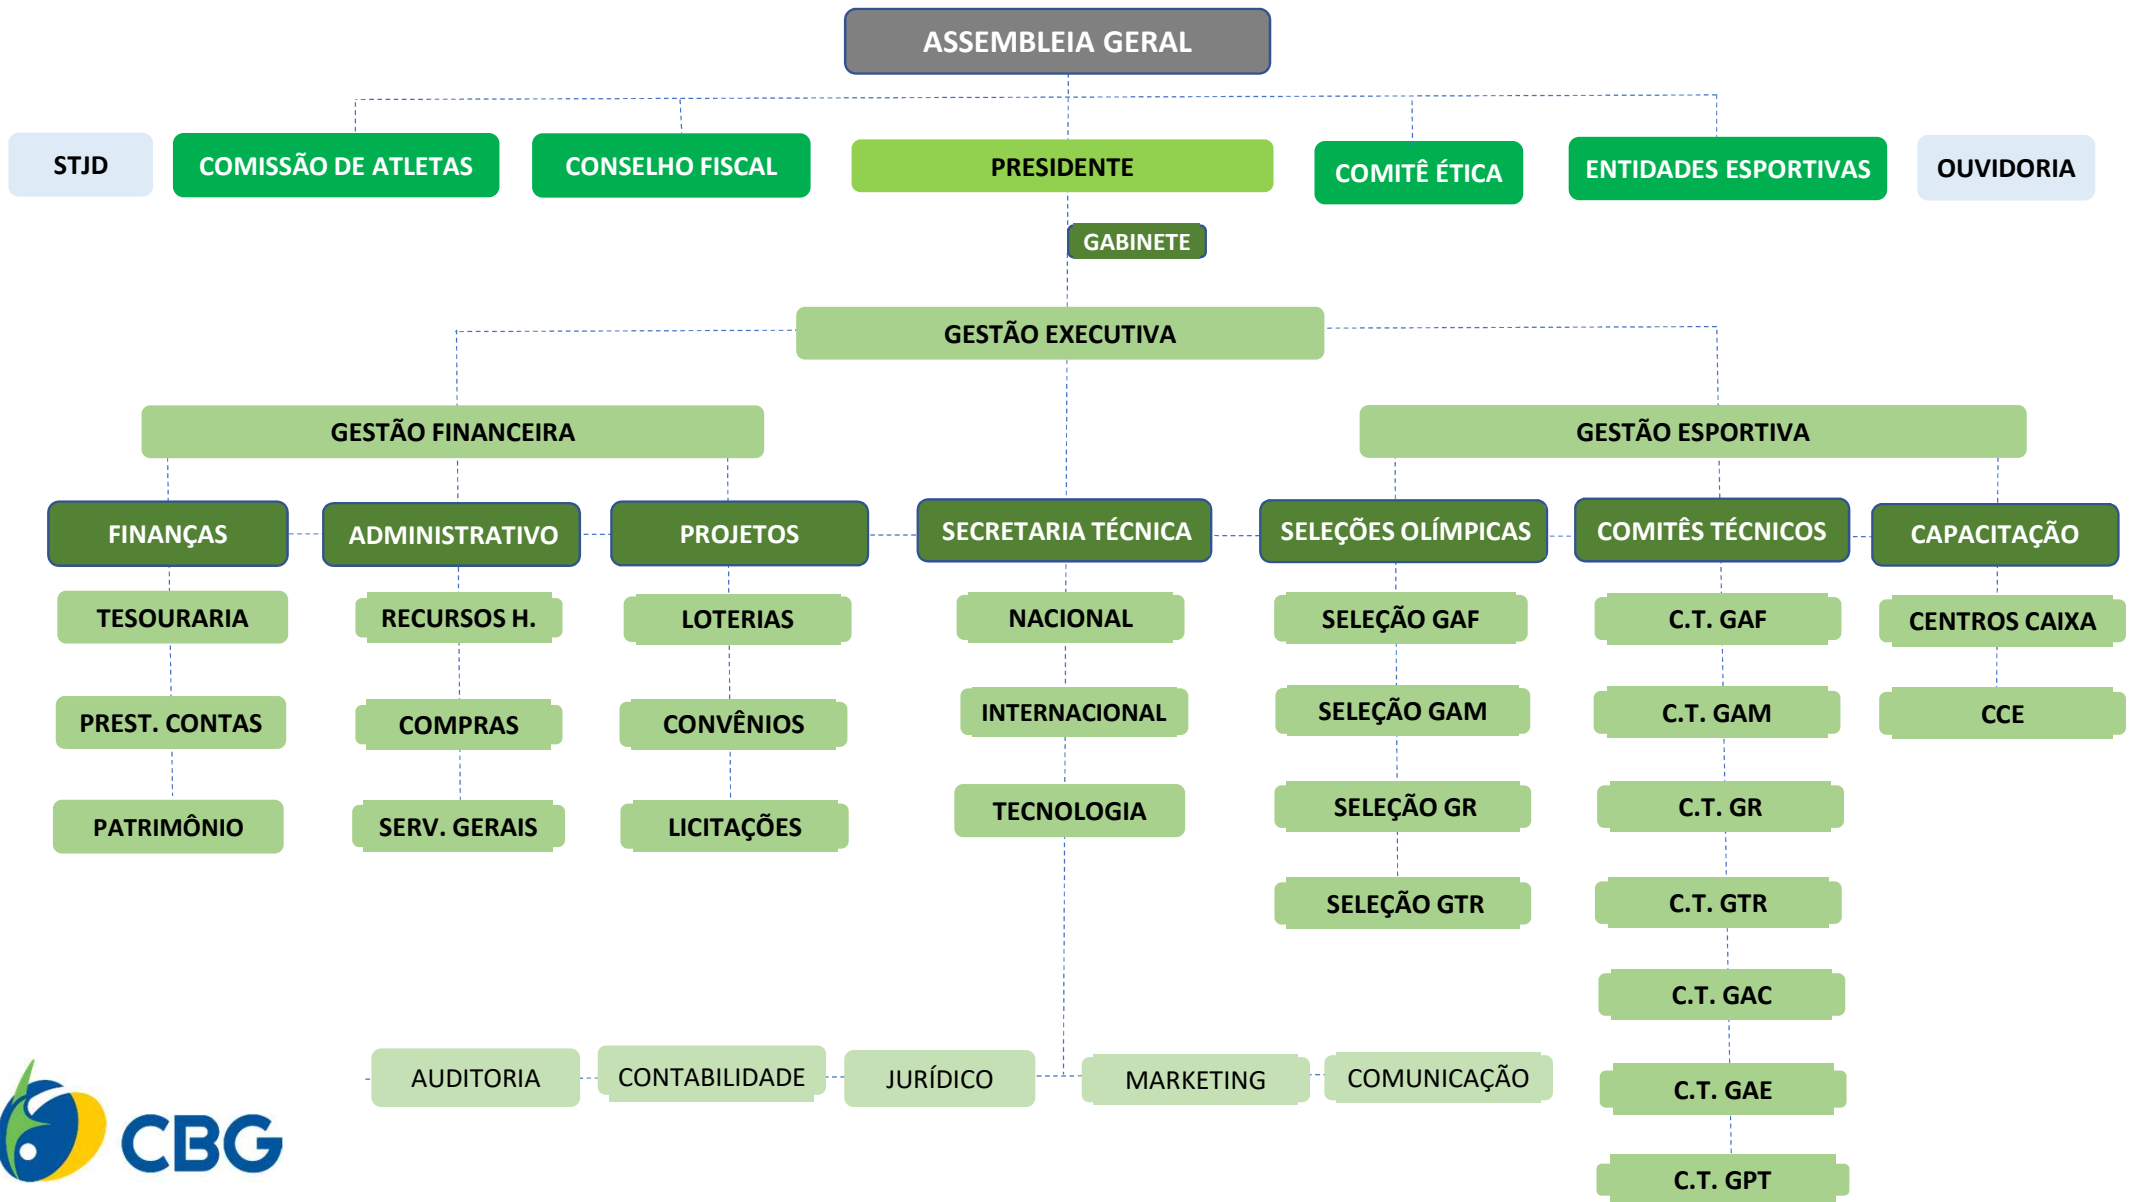 ASSEMBLEIA GERAL
STJD
COMISSÃO DE ATLETAS
CONSELHO FISCAL
PRESIDENTE
COMITÊ ÉTICA
ENTIDADES ESPORTIVAS
OUVIDORIA
GABINETE
GESTÃO EXECUTIVA
GESTÃO FINANCEIRA
GESTÃO ESPORTIVA
FINANÇAS
ADMINISTRATIVO
PROJETOS
SECRETARIA TÉCNICA
SELEÇÕES OLÍMPICAS
COMITÊS TÉCNICOS
CAPACITAÇÃO
TESOURARIA
RECURSOS H.
LOTERIAS
NACIONAL
SELEÇÃO GAF
C.T. GAF
CENTROS CAIXA
PREST. CONTAS
COMPRAS
CONVÊNIOS
INTERNACIONAL
SELEÇÃO GAM
C.T. GAM
CCE
PATRIMÔNIO
SERV. GERAIS
LICITAÇÕES
TECNOLOGIA
SELEÇÃO GR
C.T. GR
SELEÇÃO GTR
C.T. GTR
C.T. GAC
AUDITORIA
CONTABILIDADE
JURÍDICO
MARKETING
COMUNICAÇÃO
C.T. GAE
CBG
C.T. GPT